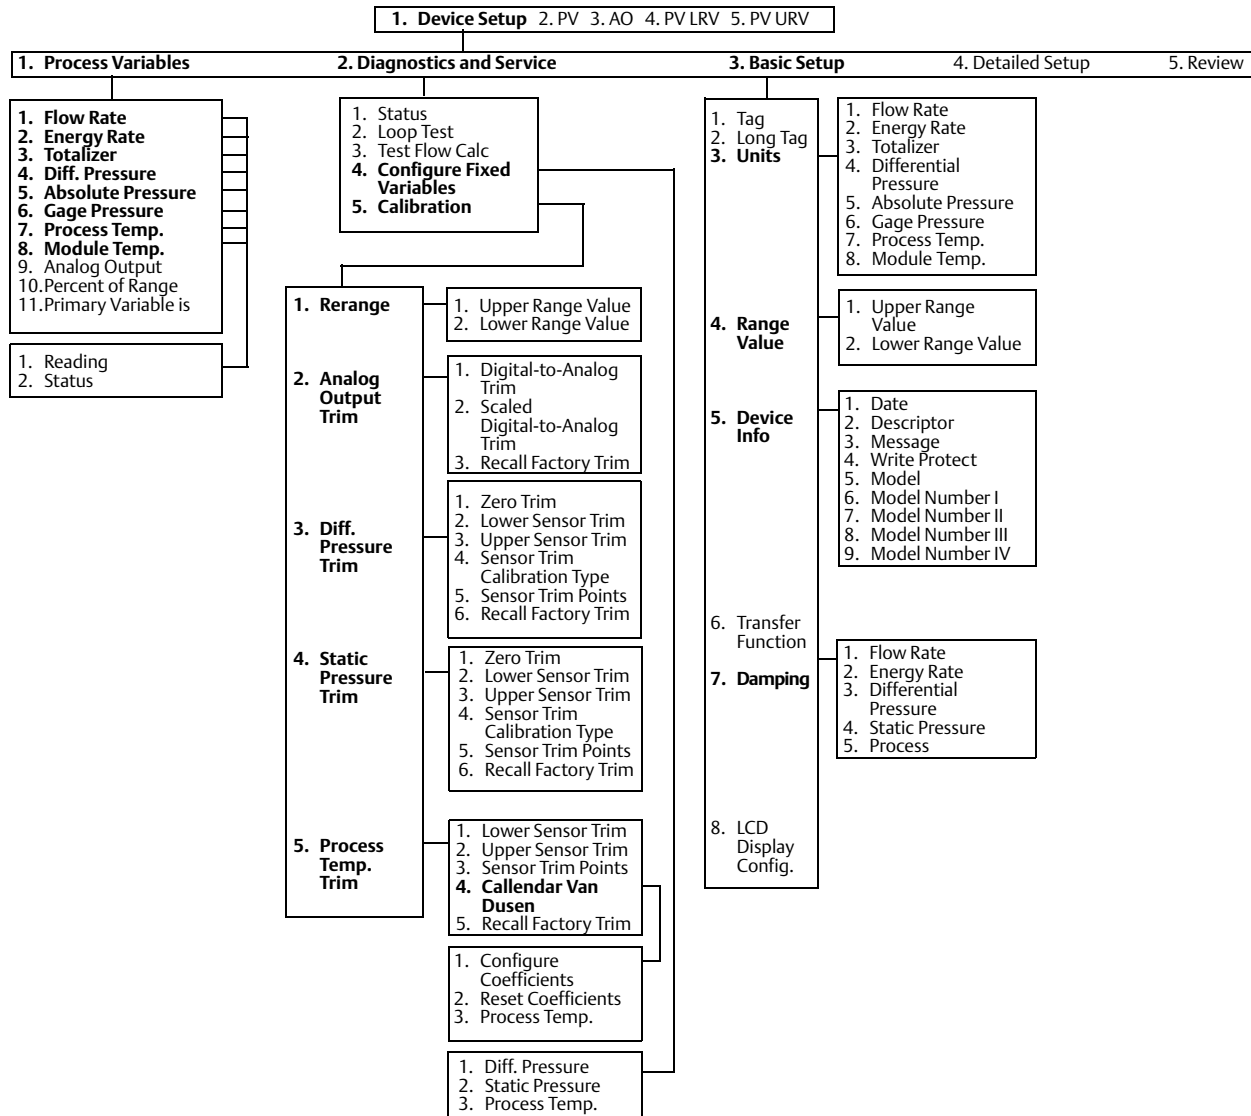 1. Device Setup 2. PV 3. AO 4. PV LRV 5. PV URV
1. Process Variables 2. Diagnostics and Service 3. Basic Setup 4. Detailed Setup 5. Review
1. Flow Rate
2. Energy Rate
3. Totalizer
4. Diff. Pressure
5. Absolute Pressure
6. Gage Pressure
7. Process Temp.
8. Module Temp.
9. Analog Output
10.Percent of Range
11.Primary Variable is
1. Reading
2. Status
1. Status
2. Loop Test
3. Test Flow Calc
4. Configure Fixed
Variables
5. Calibration
1. Rerange
2. Analog
Output
Trim
3. Diff.
Pressure
Trim
4. Static
Pressure
Trim
5. Process
Temp.
Trim
1. Upper Range Value
2. Lower Range Value
1. Digital-to-Analog
Trim
2. Scaled
Digital-to-Analog
Trim
3. Recall Factory Trim
1. Zero Trim
2. Lower Sensor Trim
3. Upper Sensor Trim
4. Sensor Trim
Calibration Type
5. Sensor Trim Points
6. Recall Factory Trim
1. Zero Trim
2. Lower Sensor Trim
3. Upper Sensor Trim
4. Sensor Trim
Calibration Type
5. Sensor Trim Points
6. Recall Factory Trim
1. Lower Sensor Trim
2. Upper Sensor Trim
3. Sensor Trim Points
4. Callendar Van
Dusen
5. Recall Factory Trim
1. Configure
Coefficients
2. Reset Coefficients
3. Process Temp.
1. Diff. Pressure
2. Static Pressure
3. Process Temp.
1. Tag
2. Long Tag
3. Units
4. Range
Value
5. Device
Info
6. Transfer
Function
7. Damping
8. LCD
Display
Config.
1. Flow Rate
2. Energy Rate
3. Totalizer
4. Differential
Pressure
5. Absolute Pressure
6. Gage Pressure
7. Process Temp.
8. Module Temp.
1. Upper Range
Value
2. Lower Range Value
1. Date
2. Descriptor
3. Message
4. Write Protect
5. Model
6. Model Number I
7. Model Number II
8. Model Number III
9. Model Number IV
1. Flow Rate
2. Energy Rate
3. Differential
Pressure
4. Static Pressure
5. Process